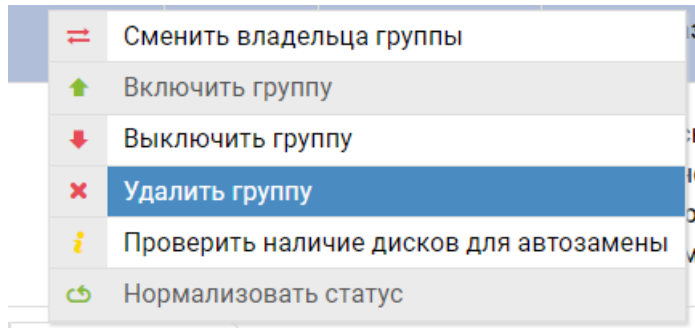 Сменить владельца группы
Включить группу
Выключить группу
Удалить группу
Проверить наличие дисков для автозамены
Нормализовать статус